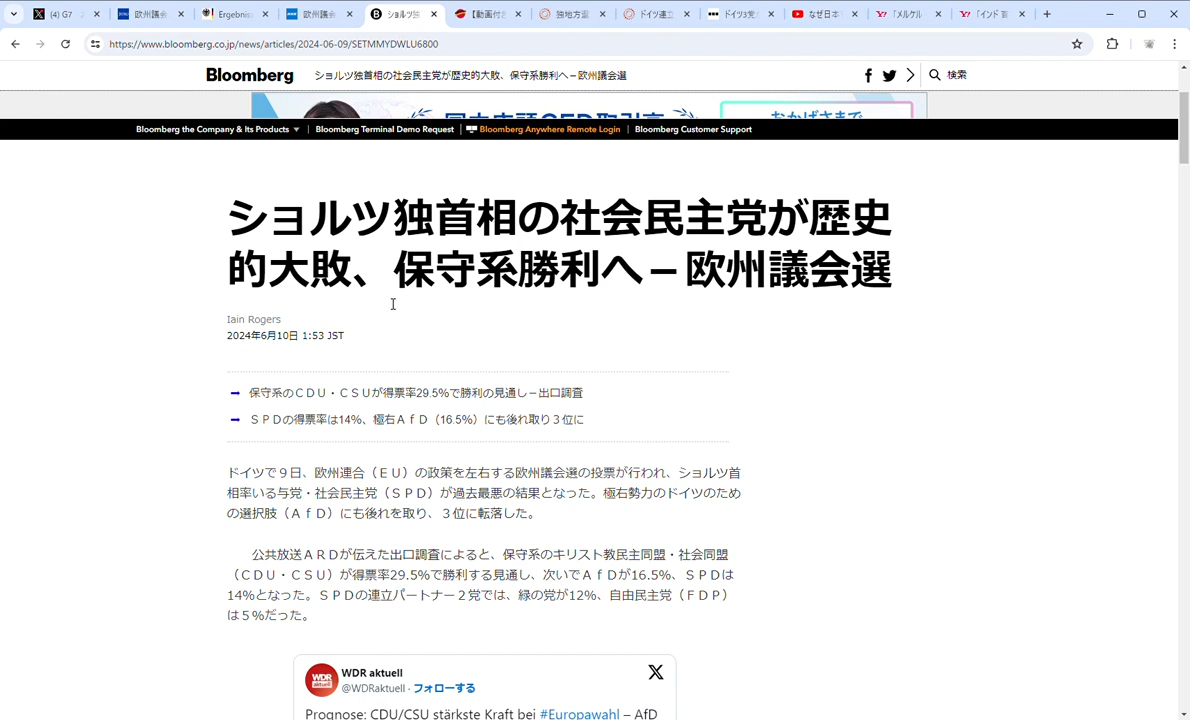 (4) G7
欧州議会
Ergebnis
欧州議会
ショルツ独
【動画付き
独地方選
ドイツ連立
ドイツ3党
なぜ日本
「メルケル
「インド 首
https://www.bloomberg.co.jp/news/articles/2024-06-09/SETMMYDWLU6800
Bloomberg
ショルツ独首相の社会民主党が歴史的大敗、保守系勝利へ－欧州議会選
検索
Bloomberg the Company & Its Products ▼ | Bloomberg Terminal Demo Request | Bloomberg Anywhere Remote Login | Bloomberg Customer Support
ショルツ独首相の社会民主党が歴史
的大敗、保守系勝利へ－欧州議会選
Iain Rogers
2024年6月10日 1:53 JST
➞ 保守系のＣＤＵ・ＣＳＵが得票率29.5%で勝利の見通し－出口調査
➞ ＳＰＤの得票率は14%、極右ＡｆＤ（16.5%）にも後れ取り３位に
ドイツで９日、欧州連合（ＥＵ）の政策を左右する欧州議会選の投票が行われ、ショルツ首
相率いる与党・社会民主党（ＳＰＤ）が過去最悪の結果となった。極右勢力のドイツのため
の選択肢（ＡｆＤ）にも後れを取り、３位に転落した。
公共放送ＡＲＤが伝えた出口調査によると、保守系のキリスト教民主同盟・社会同盟
（ＣＤＵ・ＣＳＵ）が得票率29.5%で勝利する見通し、次いでＡｆＤが16.5%、ＳＰＤは
14%となった。ＳＰＤの連立パートナー２党では、緑の党が12%、自由民主党（ＦＤＰ）
は５%だった。
WDR aktuell
@WDRaktuell · フォローする
Prognose: CDU/CSU stärkste Kraft bei #Europawahl – AfD